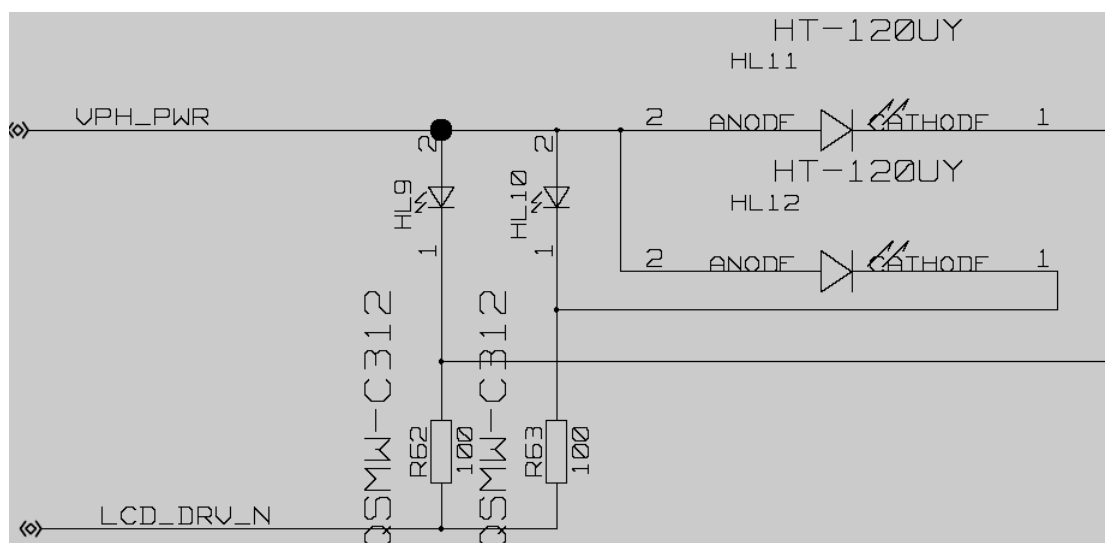 HT-120UY
HL11
VPH_PWR
2 ANODE CATHODE 1
HT-120UY
HL12
2 ANODE CATHODE 1
2
HL9
1
QSMW-C312
2
HL10
1
QSMW-C312
R62
100
R63
100
LCD_DRV_N